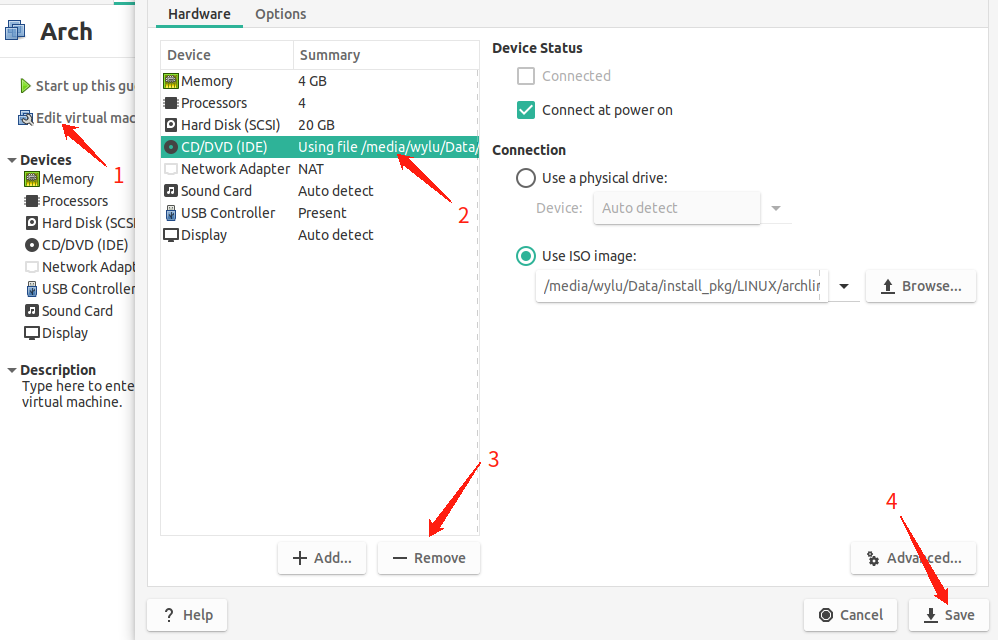 Arch
Start up this gu
Edit virtual mac
1
Devices
Memory
Processors
Hard Disk (SCSI
CD/DVD (IDE)
Network Adapt
USB Controller
Sound Card
Display
Description
Type here to ente
virtual machine.
Hardware Options
Device Summary
Memory 4 GB
Processors 4
Hard Disk (SCSI) 20 GB
CD/DVD (IDE) Using file /media/wylu/Data/
Network Adapter NAT
Sound Card Auto detect
USB Controller Present
Display Auto detect
2
3
Add... Remove
Device Status
Connected
Connect at power on
Connection
Use a physical drive:
Device: Auto detect
Use ISO image:
/media/wylu/Data/install_pkg/LINUX/archlin Browse...
4
Advanced...
? Help Cancel Save